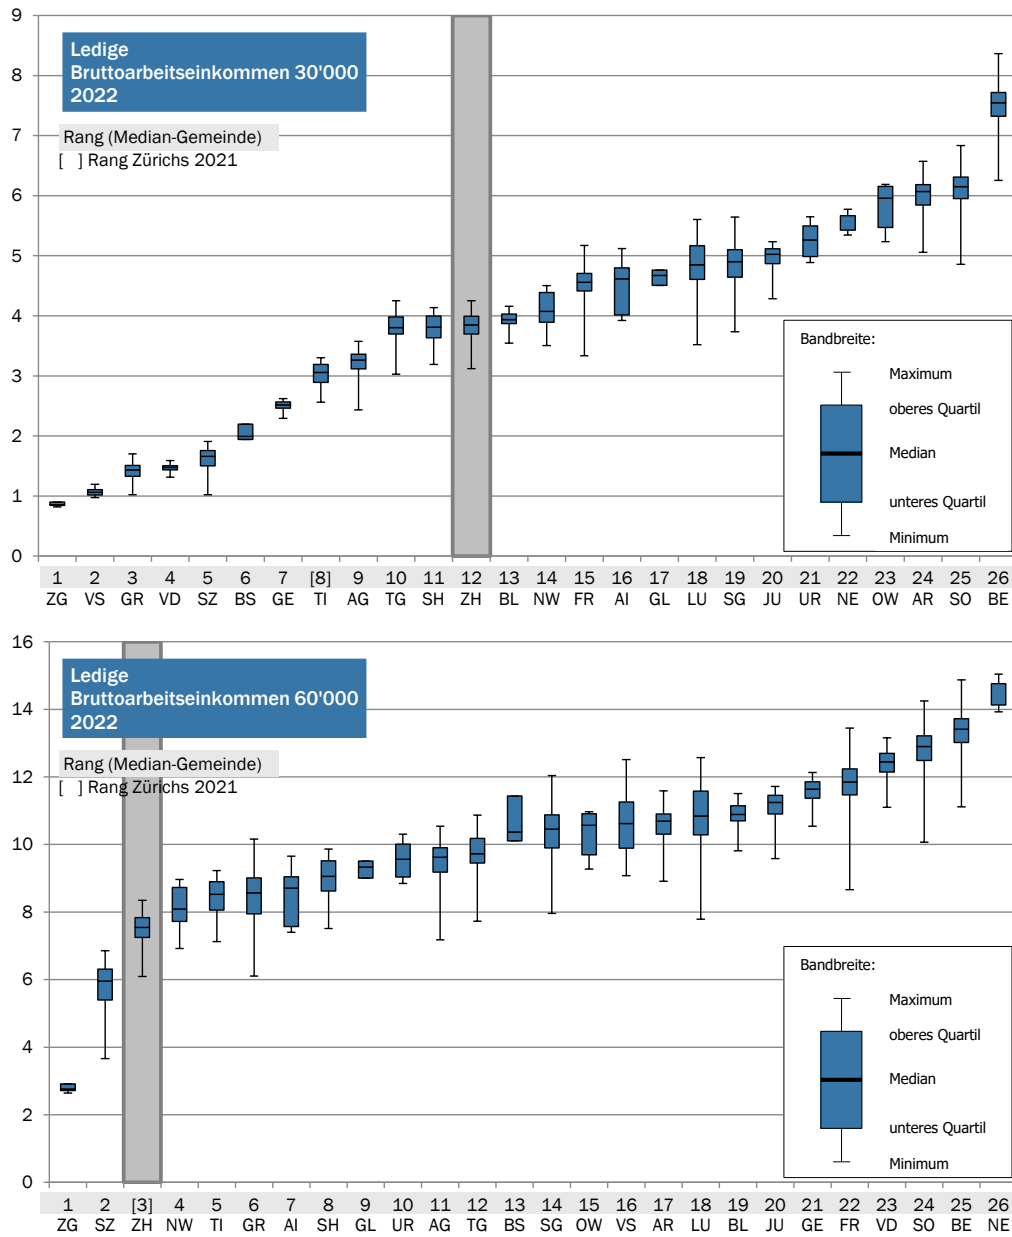 9
8
7
6
5
4
3
2
1
0
Ledige
Bruttoarbeitseinkommen 30'000
2022
Rang (Median-Gemeinde)
[ ] Rang Zürichs 2021
Bandbreite:
Maximum
oberes Quartil
Median
unteres Quartil
Minimum
1 2 3 4 5 6 7 [8] 9 10 11 12 13 14 15 16 17 18 19 20 21 22 23 24 25 26
ZG VS GR VD SZ BS GE TI AG TG SH ZH BL NW FR AI GL LU SG JU UR NE OW AR SO BE
16
14
12
10
8
6
4
2
0
Ledige
Bruttoarbeitseinkommen 60'000
2022
Rang (Median-Gemeinde)
[ ] Rang Zürichs 2021
Bandbreite:
Maximum
oberes Quartil
Median
unteres Quartil
Minimum
1 2 [3] 4 5 6 7 8 9 10 11 12 13 14 15 16 17 18 19 20 21 22 23 24 25 26
ZG SZ ZH NW TI GR AI SH GL UR AG TG BS SG OW VS AR LU BL JU GE FR VD SO BE NE